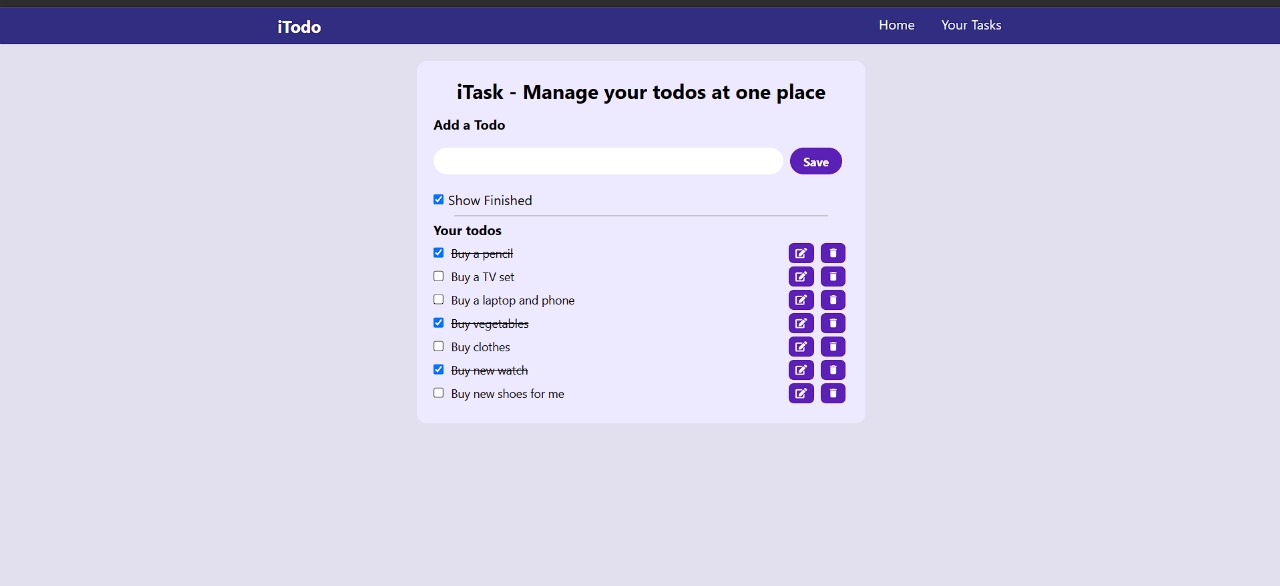 iTodo Home Your Tasks
iTask - Manage your todos at one place
Add a Todo
Save
Show Finished
Your todos
Buy a pencil
Buy a TV set
Buy a laptop and phone
Buy vegetables
Buy clothes
Buy new watch
Buy new shoes for me